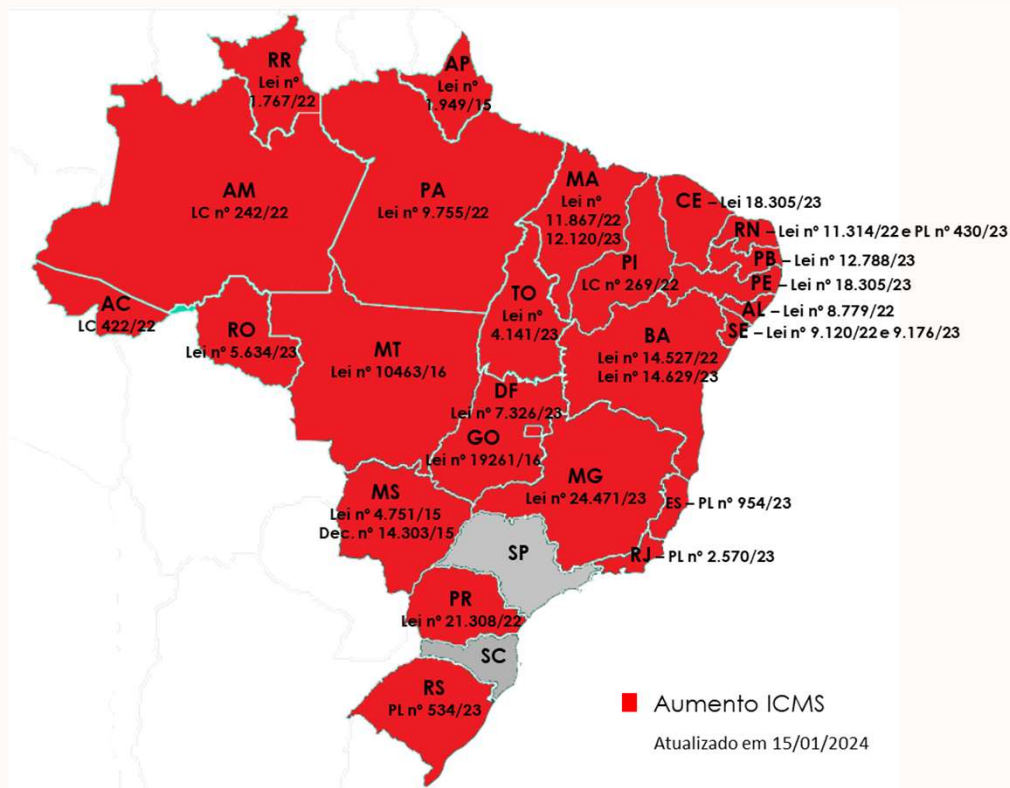 RR
Lei nº
1.767/22
AP
Lei nº
1.949/15
AM
LC nº 242/22
PA
Lei nº 9.755/22
MA
Lei nº
11.867/22
12.120/23
CE – Lei 18.305/23
RN – Lei nº 11.314/22 e PL nº 430/23
PB – Lei nº 12.788/23
PI
LC nº 269/22
PE – Lei nº 18.305/23
AL – Lei nº 8.779/22
SE – Lei nº 9.120/22 e 9.176/23
AC
LC 422/22
RO
Lei nº 5.634/23
TO
Lei nº
4.141/23
BA
Lei nº 14.527/22
Lei nº 14.629/23
MT
Lei nº 10463/16
DF
Lei nº 7.326/23
GO
Lei nº 19261/16
MG
Lei nº 24.471/23
ES – PL nº 954/23
MS
Lei nº 4.751/15
Dec. nº 14.303/15
SP
RJ – PL nº 2.570/23
PR
Lei nº 21.308/22
SC
RS
PL nº 534/23
Aumento ICMS
Atualizado em 15/01/2024